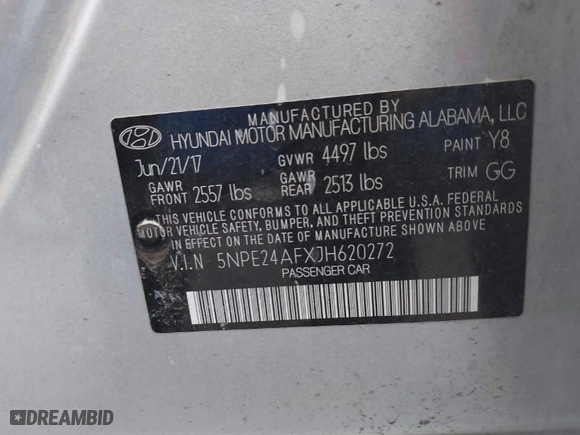 MANUFACTURED BY
HYUNDAI MOTOR MANUFACTURING ALABAMA, LLC
Jun/21/17 GVWR 4497 lbs PAINT Y8
GAWR FRONT 2557 lbs GAWR REAR 2513 lbs TRIM GG
THIS VEHICLE CONFORMS TO ALL APPLICABLE U.S.A. FEDERAL
MOTOR VEHICLE SAFETY, BUMPER, AND THEFT PREVENTION STANDARDS
IN EFFECT ON THE DATE OF MANUFACTURE SHOWN ABOVE.
V.I.N 5NPE24AFXJH620272
PASSENGER CAR
DREAMBID